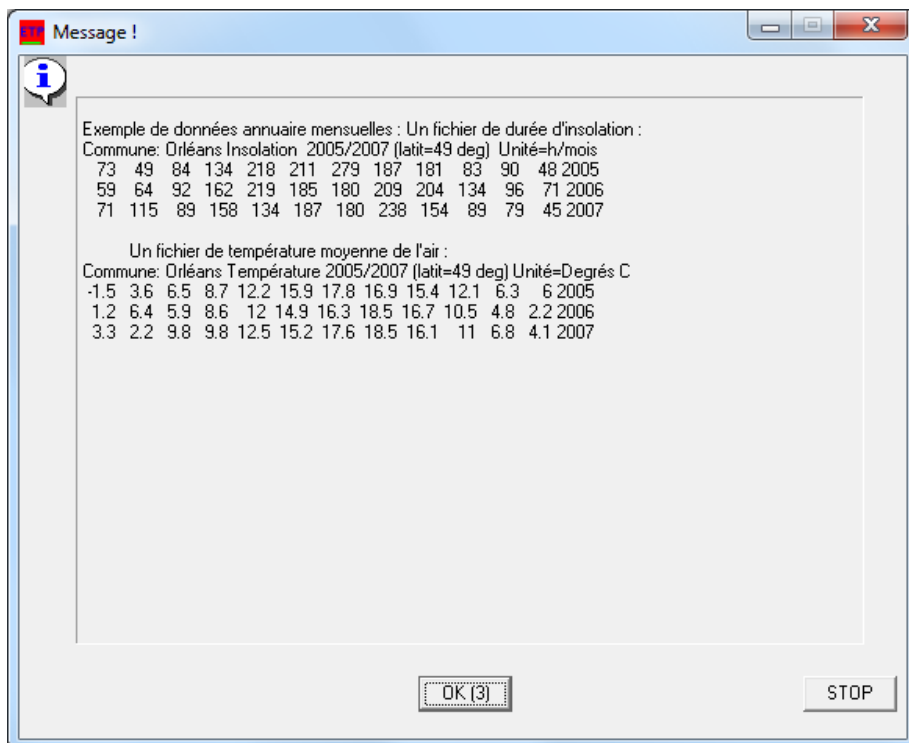 ETP Message !
Exemple de données annuaire mensuelles : Un fichier de durée d'insolation :
Commune: Orléans Insolation 2005/2007 (latit=49 deg) Unité=h/mois
73 49 84 134 218 211 279 187 181 83 90 48 2005
59 64 92 162 219 185 180 209 204 134 96 71 2006
71 115 89 158 134 187 180 238 154 89 79 45 2007
Un fichier de température moyenne de l'air :
Commune: Orléans Température 2005/2007 (latit=49 deg) Unité=Degrés C
-1.5 3.6 6.5 8.7 12.2 15.9 17.8 16.9 15.4 12.1 6.3 6 2005
1.2 6.4 5.9 8.6 12 14.9 16.3 18.5 16.7 10.5 4.8 2.2 2006
3.3 2.2 9.8 9.8 12.5 15.2 17.6 18.5 16.1 11 6.8 4.1 2007
OK (3) STOP